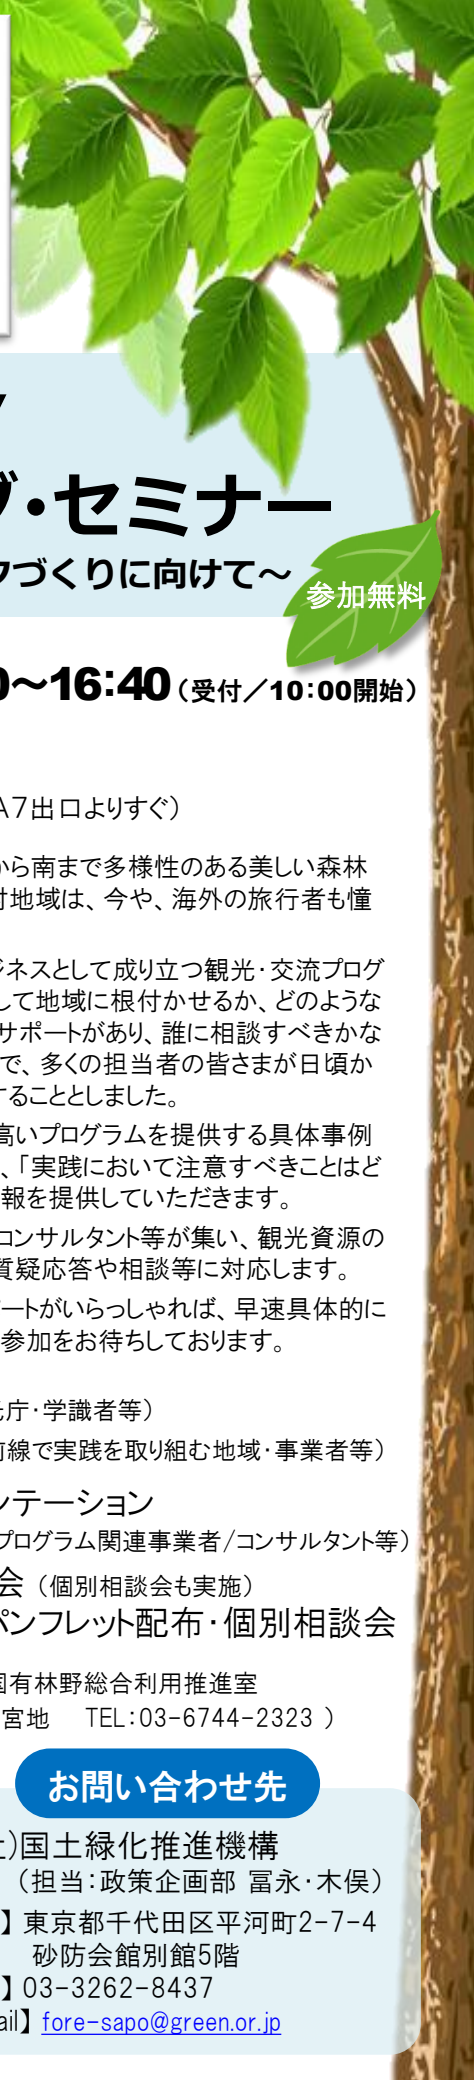 グ・セミナー
クづくりに向けて～
参加無料
0～16:40（受付／10:00開始）
A7出口よりすぐ）
から南まで多様性のある美しい森林
村地域は、今や、海外の旅行者も憧
ジネスとして成り立つ観光・交流プログ
して地域に根付かせるか、どのような
サポートがあり、誰に相談すべきかな
で、多くの担当者の皆さまが日頃か
することとしました。
高いプログラムを提供する具体事例
、「実践において注意すべきことはど
報を提供していただきます。
コンサルタント等が集い、観光資源の
質疑応答や相談等に対応します。
ートがいらっしゃれば、早速具体的に
参加をお待ちしております。
庁・学識者等）
前線で実践を取り組む地域・事業者等）
ンテーション
プログラム関連事業者/コンサルタント等）
会（個別相談会も実施）
パンフレット配布・個別相談会
国有林野総合利用推進室
宮地　TEL:03-6744-2323 ）
お問い合わせ先
社)国土緑化推進機構
（担当：政策企画部 冨永・木俣）
】東京都千代田区平河町2-7-4
砂防会館別館5階
】03-3262-8437
ail】fore-sapo@green.or.jp